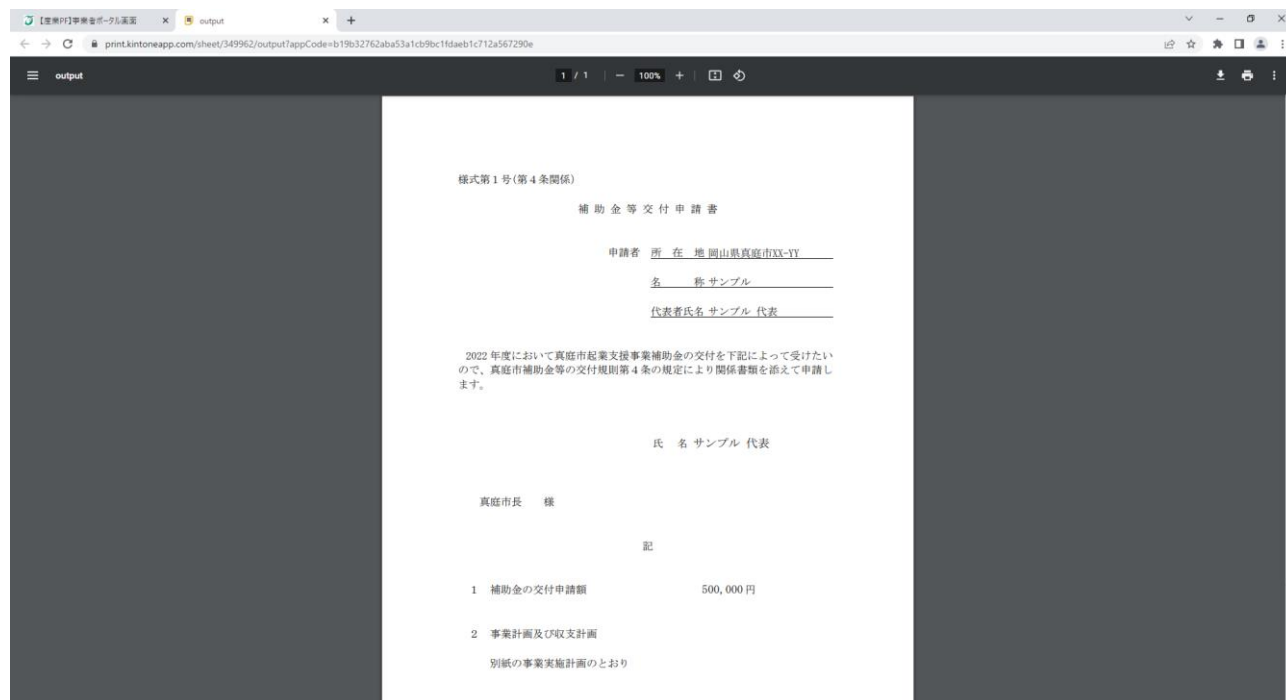 【産業PF】事業者ポータル画面
output
print.kintoneapp.com/sheet/349962/output?appCode=b19b32762aba53a1cb9bc1fdaeb1c712a567290e
output
1 / 1
100%
様式第1号(第4条関係)
補 助 金 等 交 付 申 請 書
申請者 所 在 地 岡山県真庭市XX-YY
名 称 サンプル
代表者氏名 サンプル 代表
2022 年度において真庭市起業支援事業補助金の交付を下記によって受けたい
ので、真庭市補助金等の交付規則第4条の規定により関係書類を添えて申請し
ます。
氏 名 サンプル 代表
真庭市長 様
記
1 補助金の交付申請額 500,000 円
2 事業計画及び収支計画
別紙の事業実施計画のとおり